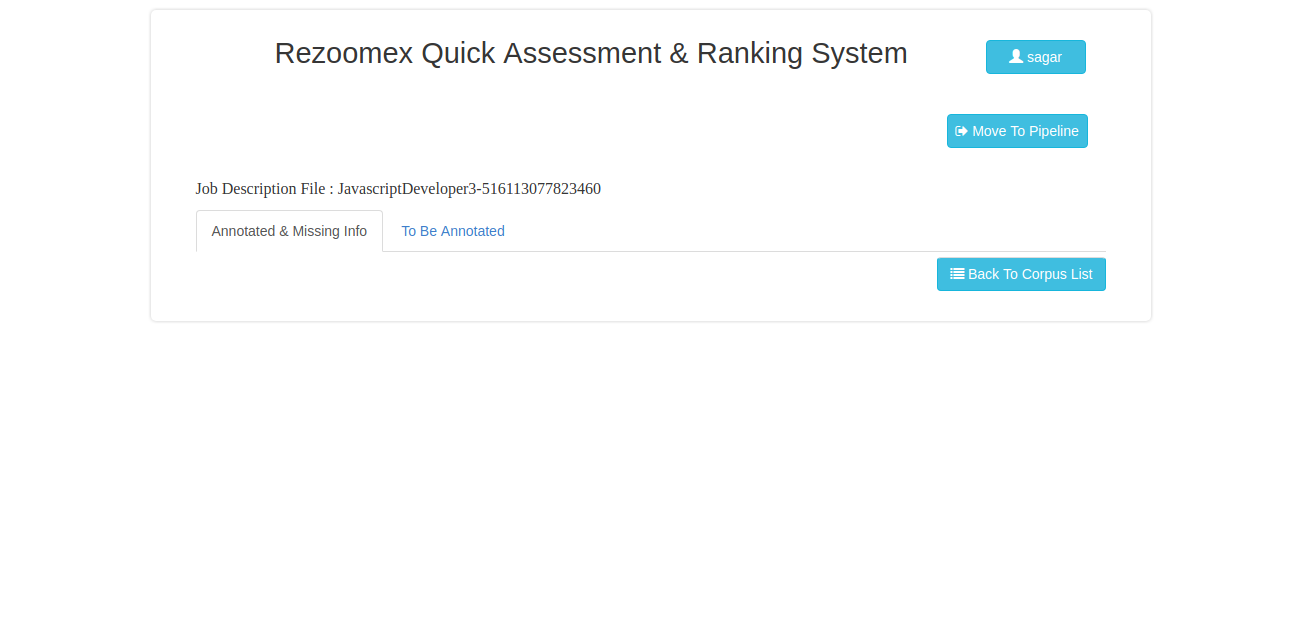 Rezoomex Quick Assessment & Ranking System
sagar
Move To Pipeline
Job Description File : JavascriptDeveloper3-516113077823460
Annotated & Missing Info
To Be Annotated
Back To Corpus List